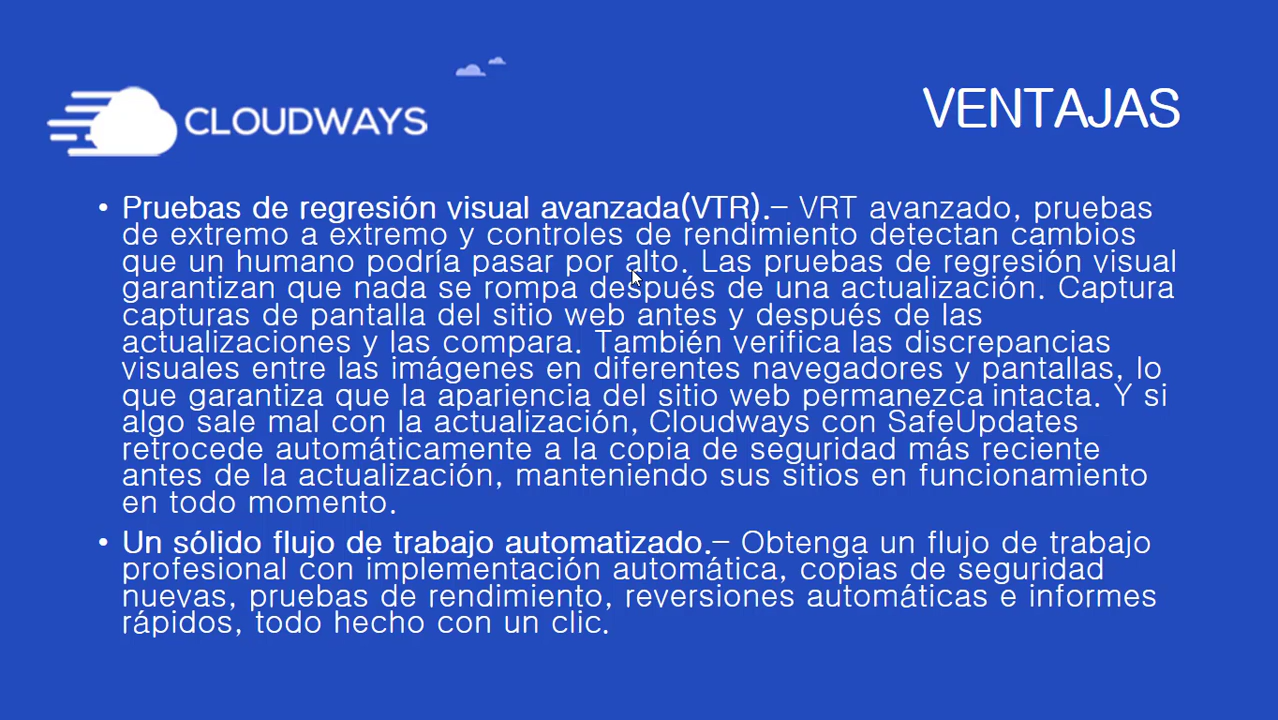 CLOUDWAYS
VENTAJAS
• Pruebas de regresión visual avanzada(VTR).– VRT avanzado, pruebas
de extremo a extremo y controles de rendimiento detectan cambios
que un humano podría pasar por alto. Las pruebas de regresión visual
garantizan que nada se rompa después de una actualización. Captura
capturas de pantalla del sitio web antes y después de las
actualizaciones y las compara. También verifica las discrepancias
visuales entre las imágenes en diferentes navegadores y pantallas, lo
que garantiza que la apariencia del sitio web permanezca intacta. Y si
algo sale mal con la actualización, Cloudways con SafeUpdates
retrocede automáticamente a la copia de seguridad más reciente
antes de la actualización, manteniendo sus sitios en funcionamiento
en todo momento.
• Un sólido flujo de trabajo automatizado.– Obtenga un flujo de trabajo
profesional con implementación automática, copias de seguridad
nuevas, pruebas de rendimiento, reversiones automáticas e informes
rápidos, todo hecho con un clic.